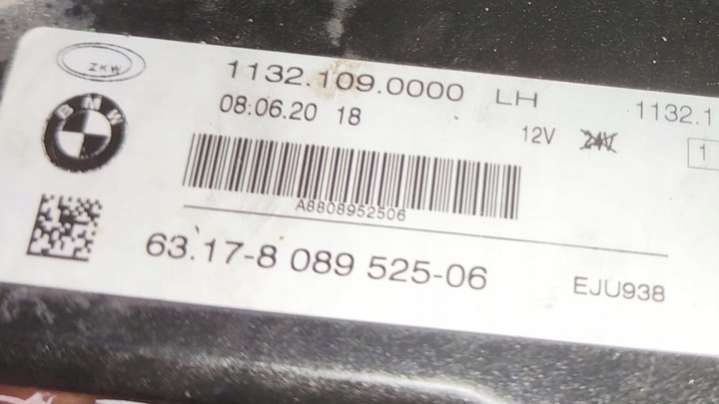 ZKW
1132.109.0000 LH 1132.1
08.06.20 18
12V 24V
1
BMW
A8808952506
63.17-8 089 525-06
EJU938